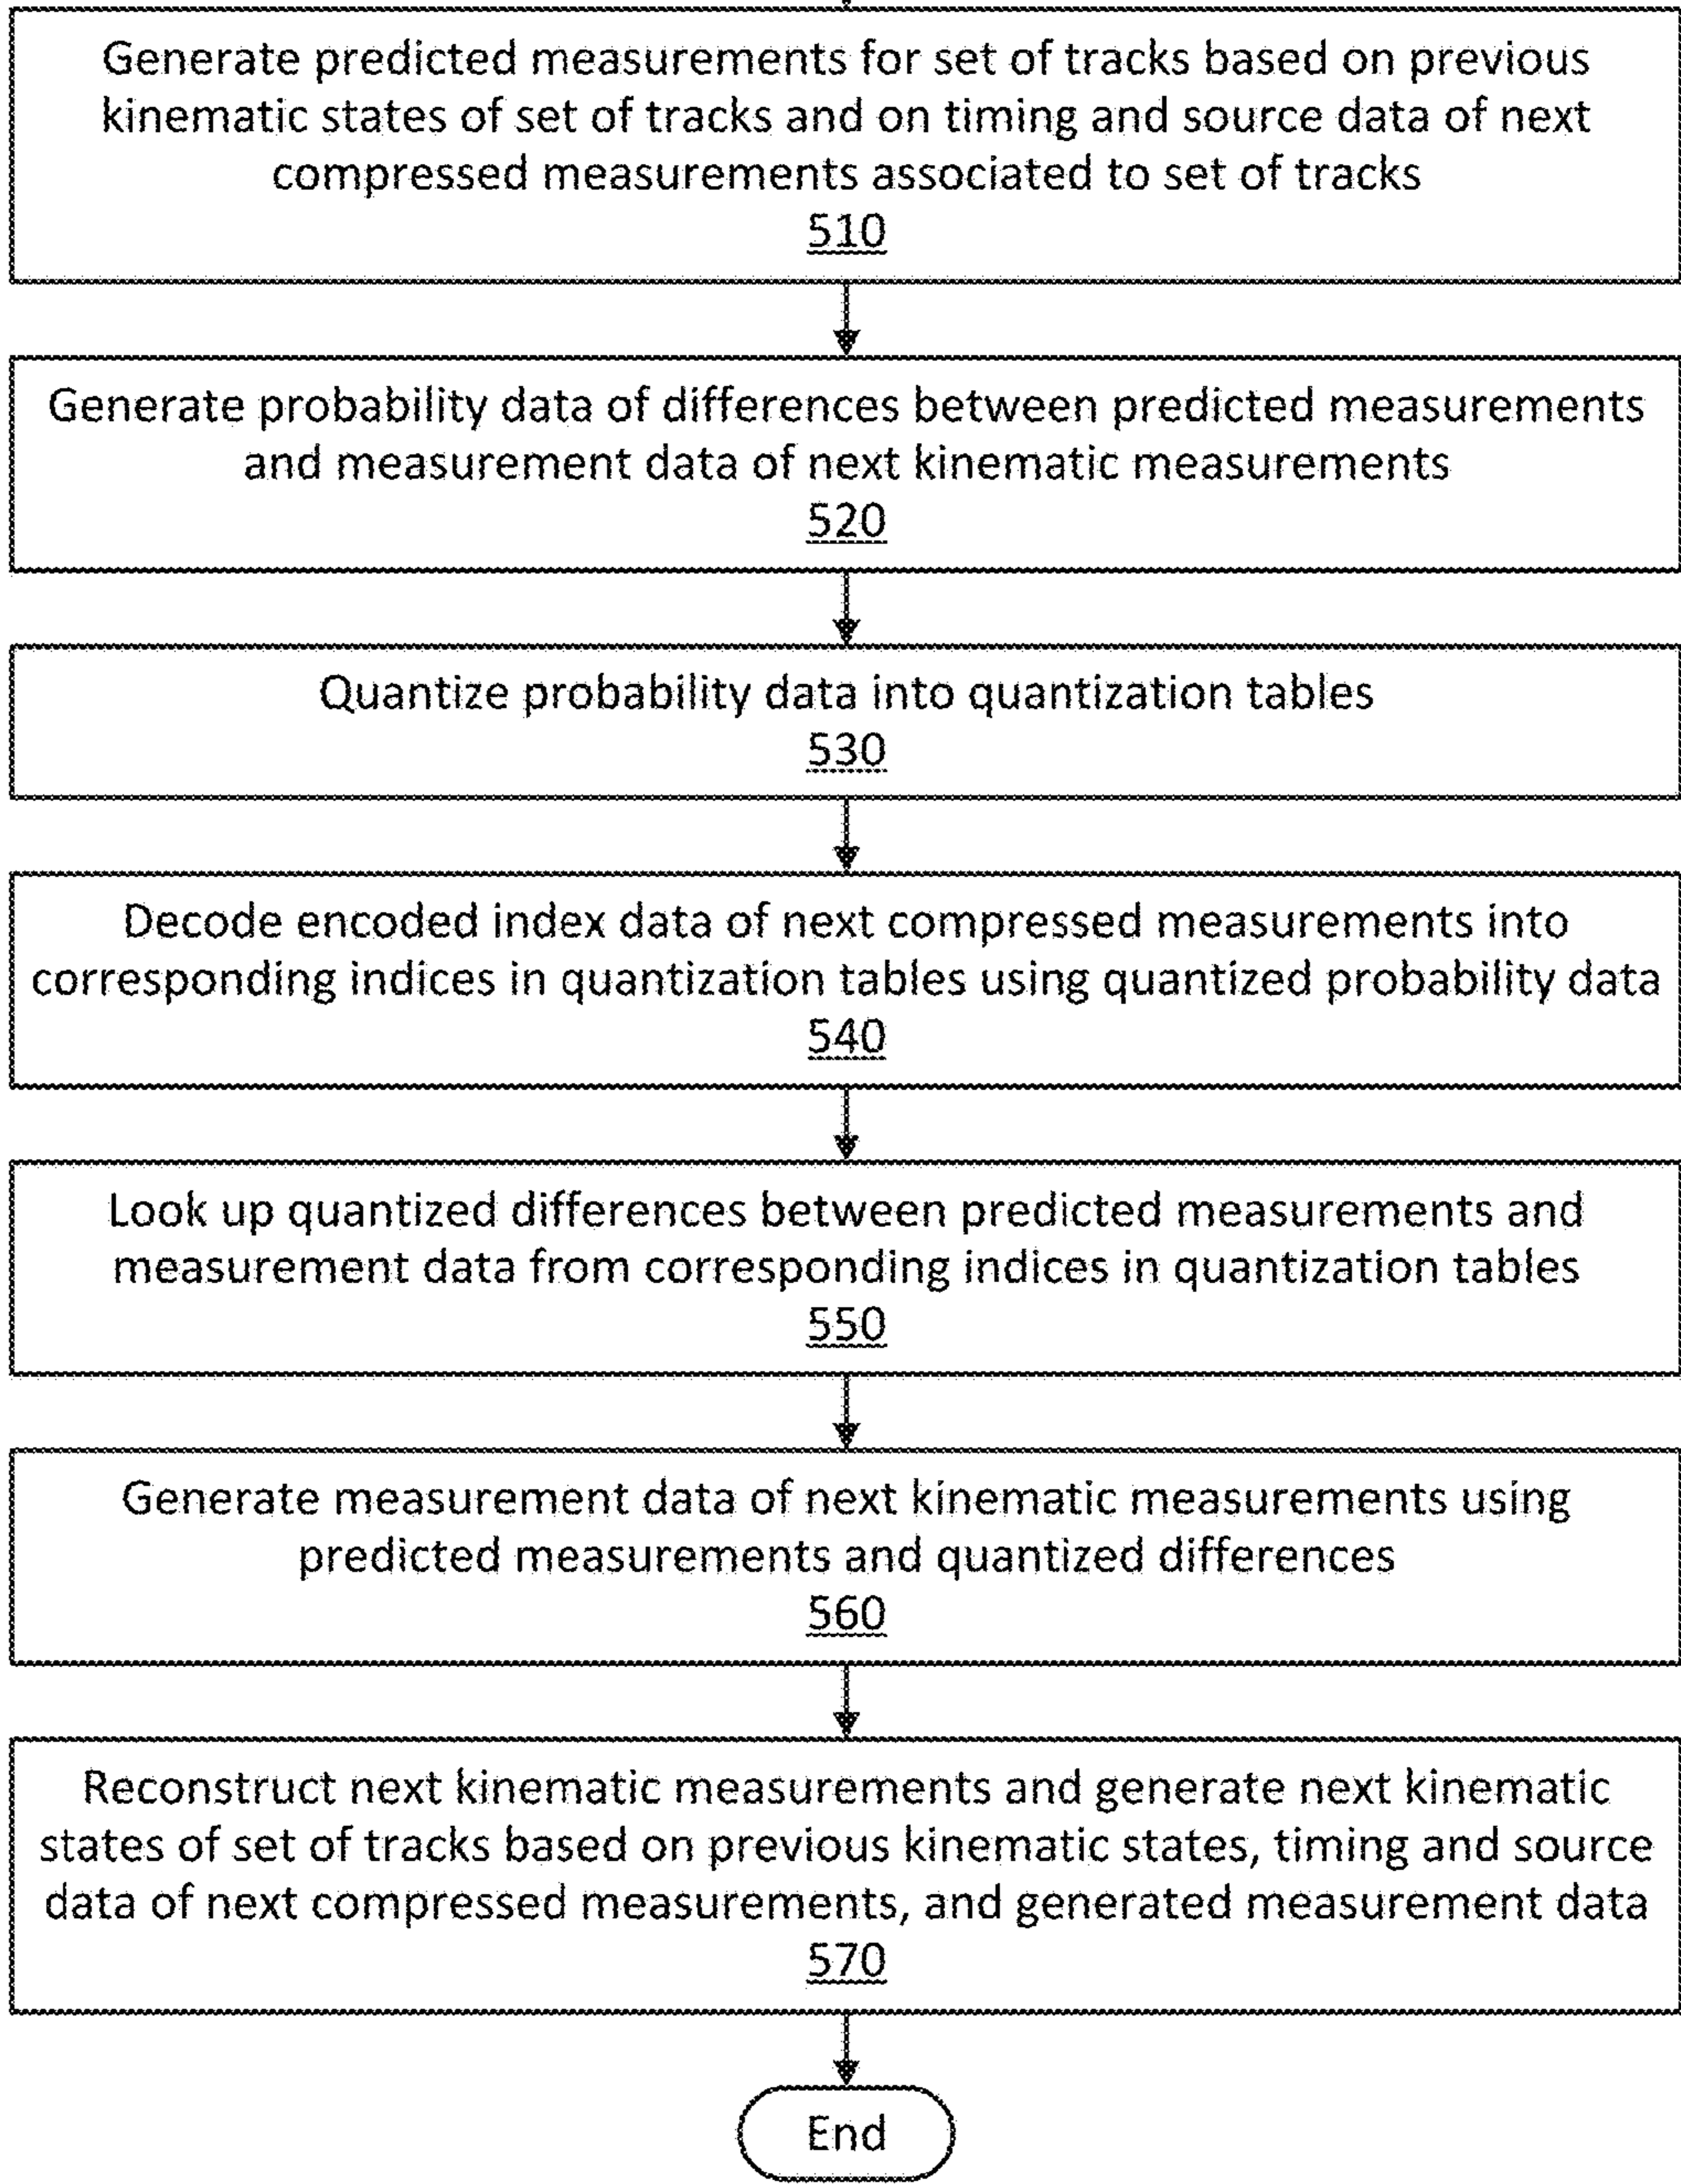 Generate predicted measurements for set of tracks based on previous
kinematic states of set of tracks and on timing and source data of next
compressed measurements associated to set of tracks
510
Generate probability data of differences between predicted measurements
and measurement data of next kinematic measurements
520
Quantize probability data into quantization tables
530
Decode encoded index data of next compressed measurements into
corresponding indices in quantization tables using quantized probability data
540
Look up quantized differences between predicted measurements and
measurement data from corresponding indices in quantization tables
550
Generate measurement data of next kinematic measurements using
predicted measurements and quantized differences
560
Reconstruct next kinematic measurements and generate next kinematic
states of set of tracks based on previous kinematic states, timing and source
data of next compressed measurements, and generated measurement data
570
End